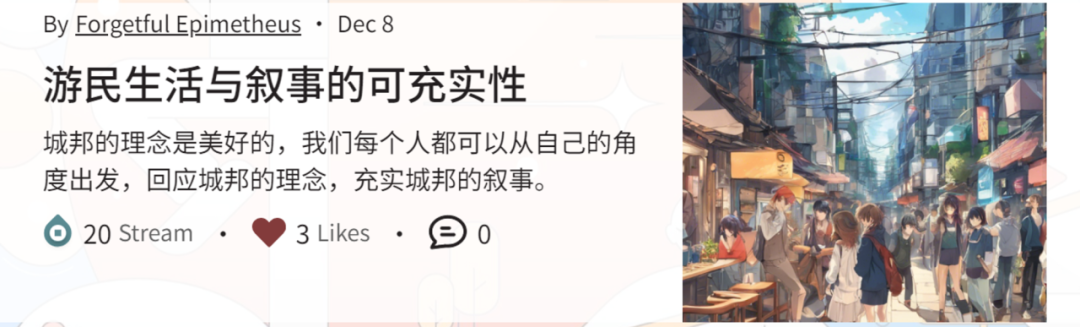 By Forgetful Epimetheus • Dec 8
游民生活与叙事的可充实性
城邦的理念是美好的，我们每个人都可以从自己的角
度出发，回应城邦的理念，充实城邦的叙事。
20 Stream • 3 Likes • 0